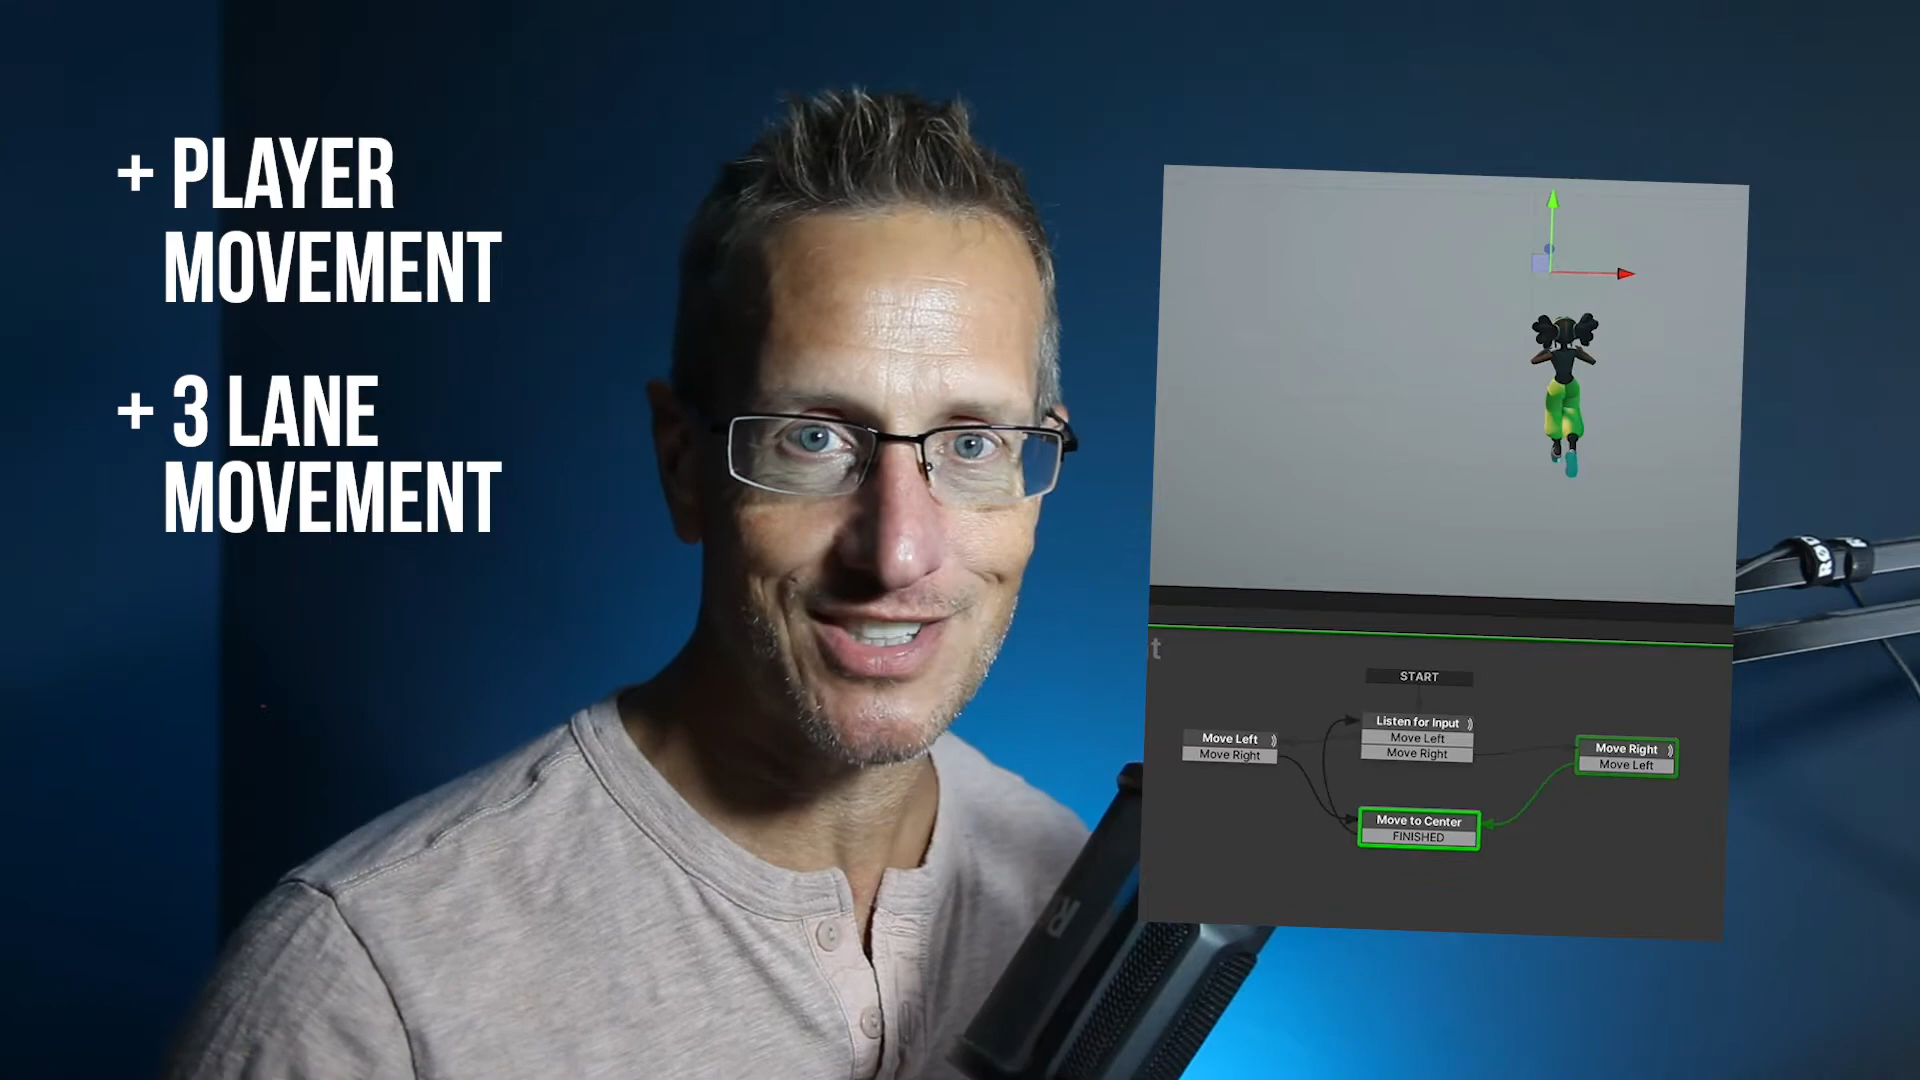 + PLAYER
MOVEMENT
+ 3 LANE
MOVEMENT
t
START
Listen for Input
Move Left
Move Right
Move Left
Move Right
Move Right
Move Left
Move to Center
FINISHED